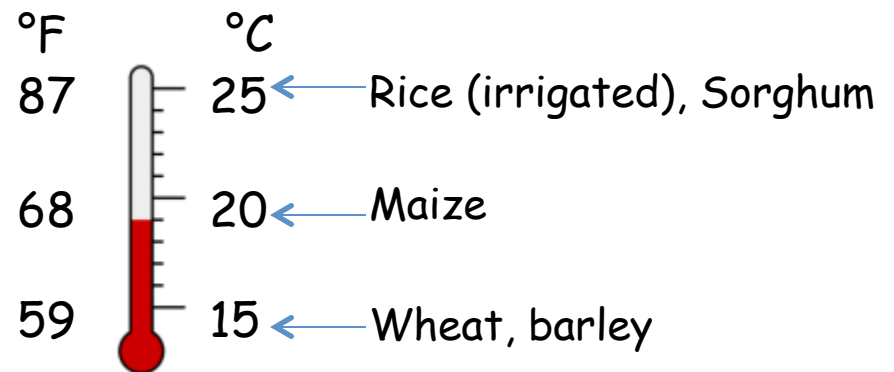 °F °C
87 25 Rice (irrigated), Sorghum
68 20 Maize
59 15 Wheat, barley